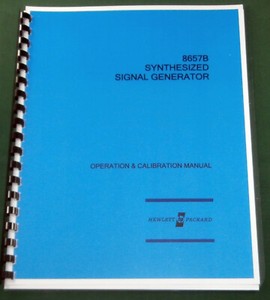 8657B
SYNTHESIZED
SIGNAL GENERATOR
OPERATION & CALIBRATION MANUAL
HEWLETT PACKARD